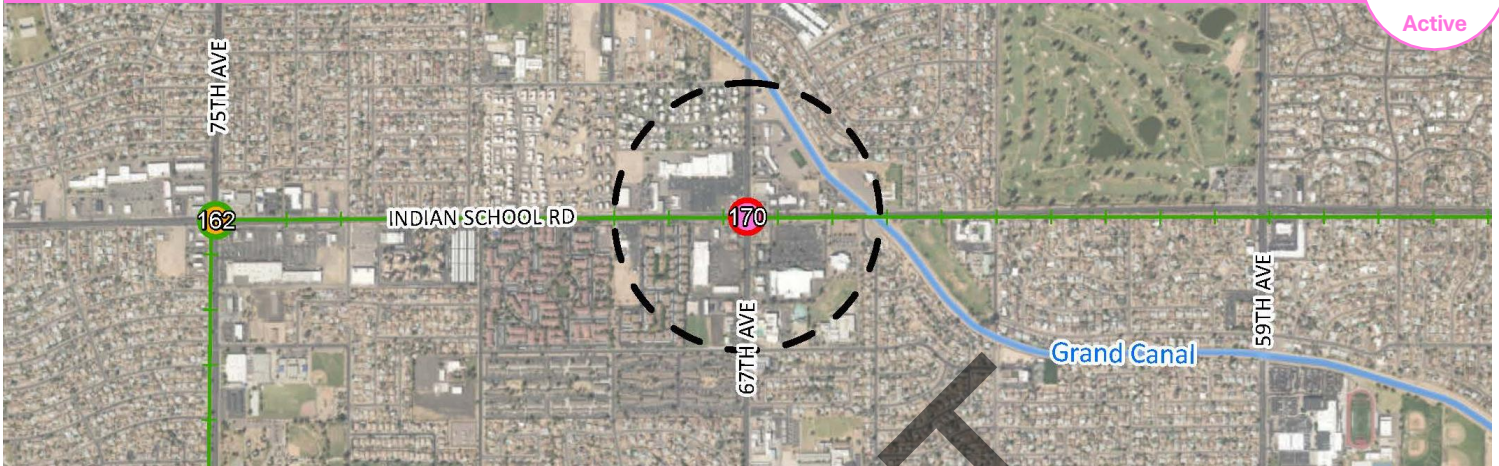 Active
75TH AVE
162
INDIAN SCHOOL RD
170
67TH AVE
59TH AVE
Grand Canal